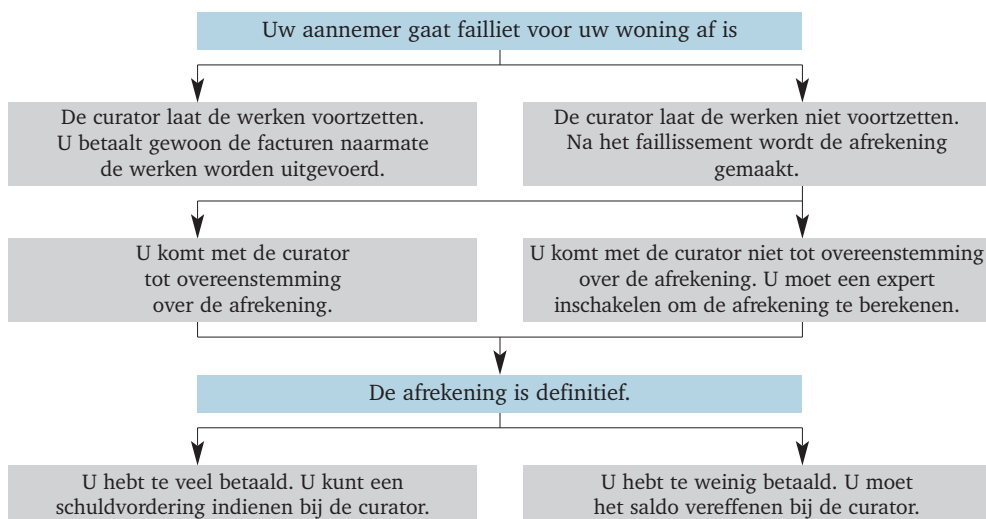 Uw aannemer gaat failliet voor uw woning af is
De curator laat de werken voortzetten.
U betaalt gewoon de facturen naarmate
de werken worden uitgevoerd.
De curator laat de werken niet voortzetten.
Na het faillissement wordt de afrekening
gemaakt.
U komt met de curator
tot overeenstemming
over de afrekening.
U komt met de curator niet tot overeenstemming
over de afrekening. U moet een expert
inschakelen om de afrekening te berekenen.
De afrekening is definitief.
U hebt te veel betaald. U kunt een
schuldvordering indienen bij de curator.
U hebt te weinig betaald. U moet
het saldo vereffenen bij de curator.